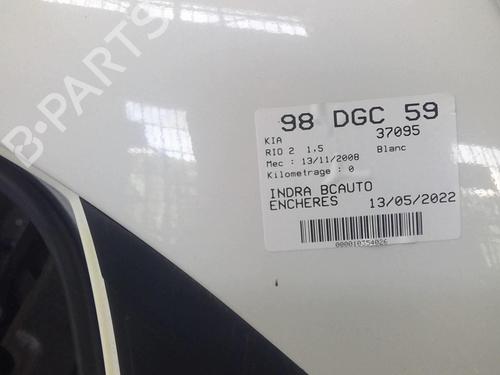 B-PARTS
98 DGC 59
KIA 37095
RIO 2 1.5 Blanc
Mec : 13/11/2008
Kilometrage : 0
INDRA BCAUTO
ENCHERES 13/05/2022
000010754026